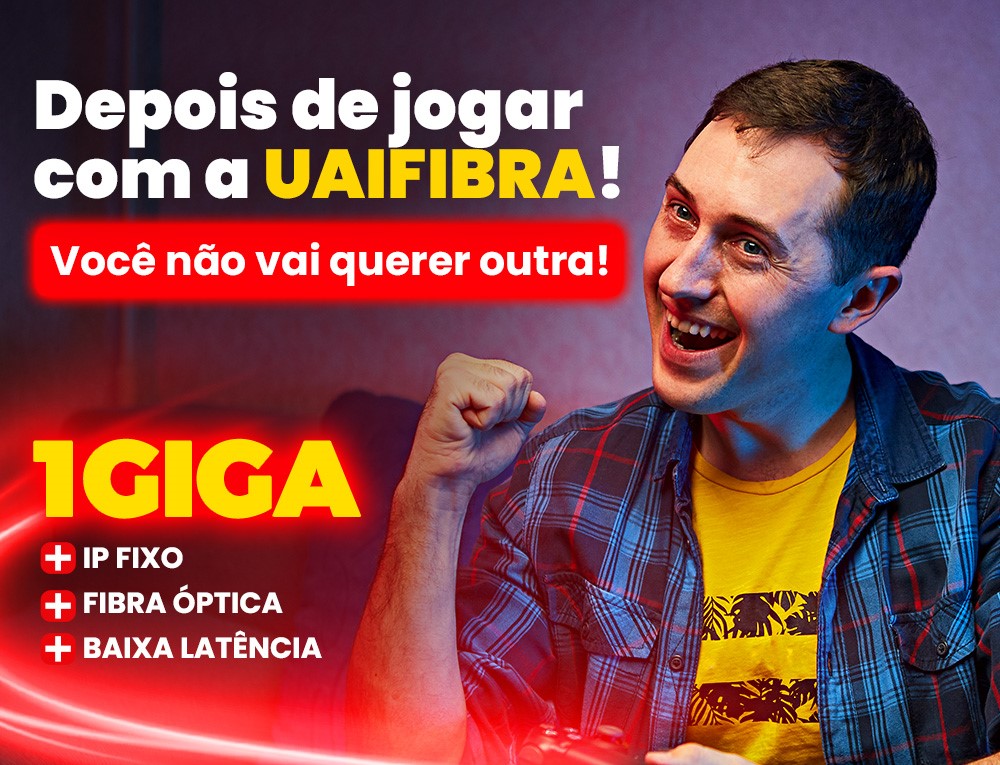 Depois de jogar
com a UAIFIBRA!
Você não vai querer outra!
1GIGA
+ IP FIXO
+ FIBRA ÓPTICA
+ BAIXA LATÊNCIA